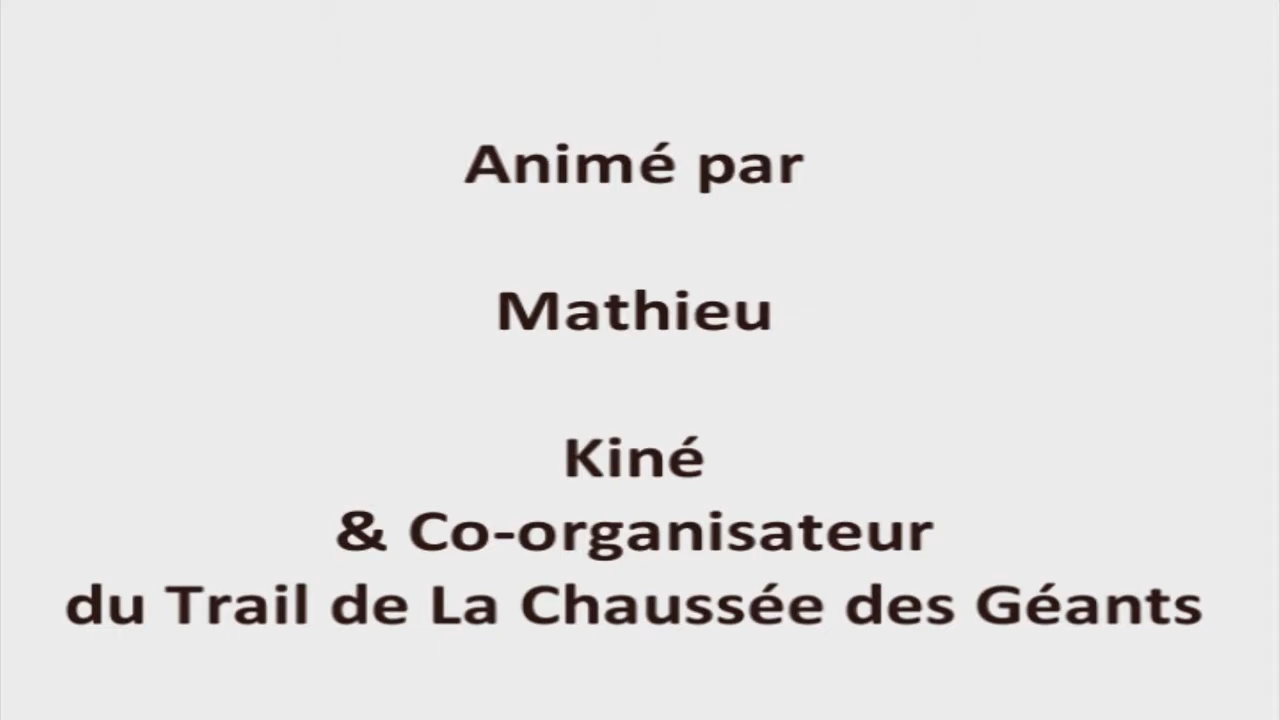 Animé par
Mathieu
Kiné
& Co-organisateur
du Trail de La Chaussée des Géants